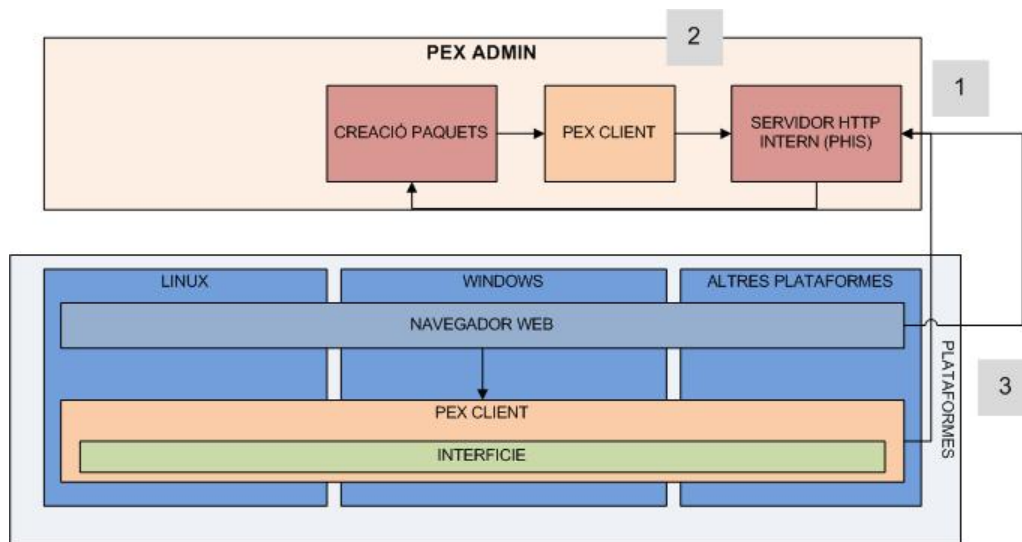 2
PEX ADMIN
1
CREACIÓ PAQUETS
PEX CLIENT
SERVIDOR HTTP
INTERN (PHIS)
LINUX
WINDOWS
ALTRES PLATAFORMES
NAVEGADOR WEB
PLATAFORMES
3
PEX CLIENT
INTERFICIE